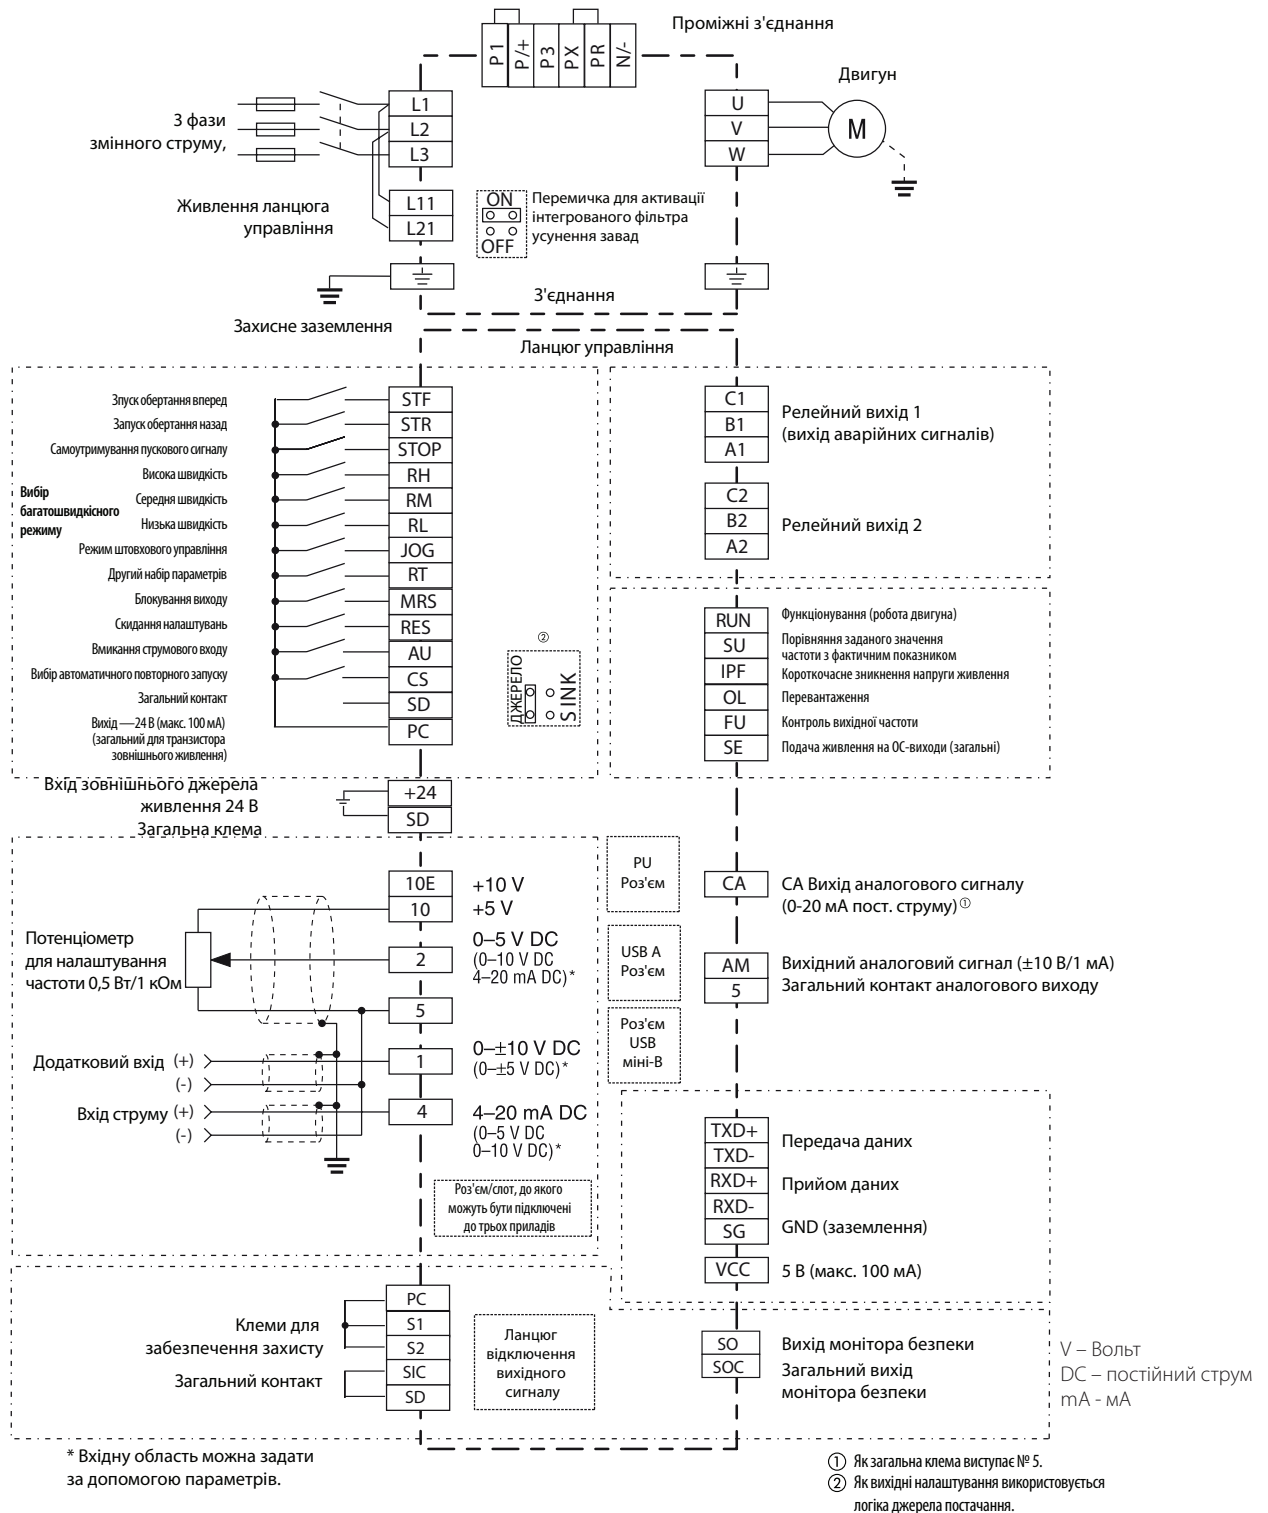 Проміжні з'єднання
P1
P/+
P3
PX
PR
N/-
Двигун
3 фази
змінного струму,
L1
L2
L3
U
V
W
M
Живлення ланцюга
управління
L11
L21
ON
OFF
Перемичка для активації
інтегрованого фільтра
усунення завад
З'єднання
Захисне заземлення
Ланцюг управління
Зпуск обертання вперед
STF
Запуск обертання назад
STR
Самоутримування пускового сигналу
STOP
Вибір
багатошвидкісного
режиму
Висока швидкість
RH
Середня швидкість
RM
Низька швидкість
RL
Режим штовхового управління
JOG
Другий набір параметрів
RT
Блокування виходу
MRS
Скидання налаштувань
RES
Вмикання струмового входу
AU
Вибір автоматичного повторного запуску
CS
Загальний контакт
SD
Вихід —24 В (макс. 100 мА)
(загальний для транзистора
зовнішнього живлення)
PC
②
ДЖЕРЕЛО
SINK
C1
B1
A1
Релейний вихід 1
(вихід аварійних сигналів)
C2
B2
A2
Релейний вихід 2
RUN
Функціонування (робота двигуна)
SU
Порівняння заданого значення
частоти з фактичним показником
IPF
Короткочасне зникнення напруги живлення
OL
Перевантаження
FU
Контроль вихідної частоти
SE
Подача живлення на ОС-виходи (загальні)
Вхід зовнішнього джерела
живлення 24 В
Загальна клема
+24
SD
10E
+10 V
10
+5 V
Потенціометр
для налаштування
частоти 0,5 Вт/1 кОм
2
0–5 V DC
(0–10 V DC
4–20 mA DC)*
5
Додатковий вхід (+)
(-)
1
0–±10 V DC
(0–±5 V DC)*
Вхід струму (+)
(-)
4
4–20 mA DC
(0–5 V DC
0–10 V DC)*
Роз'єм/слот, до якого
можуть бути підключені
до трьох приладів
PU
Роз'єм
USB A
Роз'єм
Роз'єм
USB
міні-B
CA
CA Вихід аналогового сигналу
(0-20 мА пост. струму)①
AM
5
Вихідний аналоговий сигнал (±10 В/1 мА)
Загальний контакт аналогового виходу
TXD+
TXD-
Передача даних
RXD+
RXD-
Прийом даних
SG
GND (заземлення)
VCC
5 В (макс. 100 мА)
Клеми для
забезпечення захисту
PC
S1
S2
Загальний контакт
SIC
SD
Ланцюг
відключення
вихідного
сигналу
SO
SOC
Вихід монітора безпеки
Загальний вихід
монітора безпеки
V – Вольт
DC – постійний струм
mA - мА
* Вхідну область можна задати
за допомогою параметрів.
① Як загальна клема виступає № 5.
② Як вихідні налаштування використовується
логіка джерела постачання.